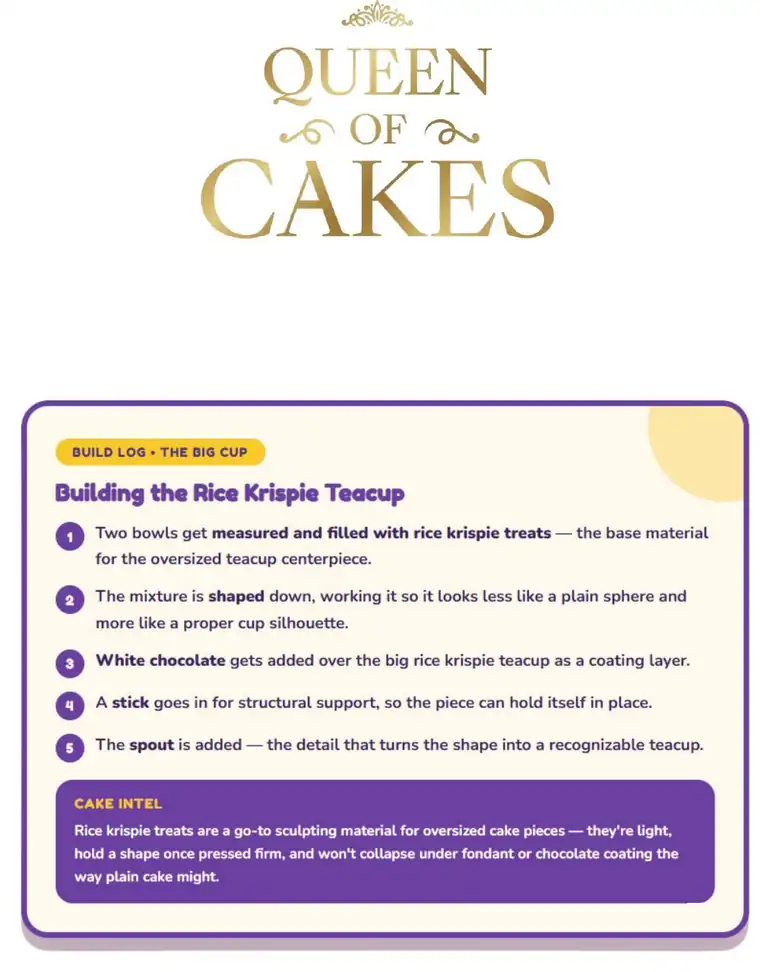 QUEEN
OF
CAKES
BUILD LOG • THE BIG CUP
Building the Rice Krispie Teacup
1 Two bowls get measured and filled with rice krispie treats — the base material
for the oversized teacup centerpiece.
2 The mixture is shaped down, working it so it looks less like a plain sphere and
more like a proper cup silhouette.
3 White chocolate gets added over the big rice krispie teacup as a coating layer.
4 A stick goes in for structural support, so the piece can hold itself in place.
5 The spout is added — the detail that turns the shape into a recognizable teacup.
CAKE INTEL
Rice krispie treats are a go-to sculpting material for oversized cake pieces — they're light,
hold a shape once pressed firm, and won't collapse under fondant or chocolate coating the
way plain cake might.